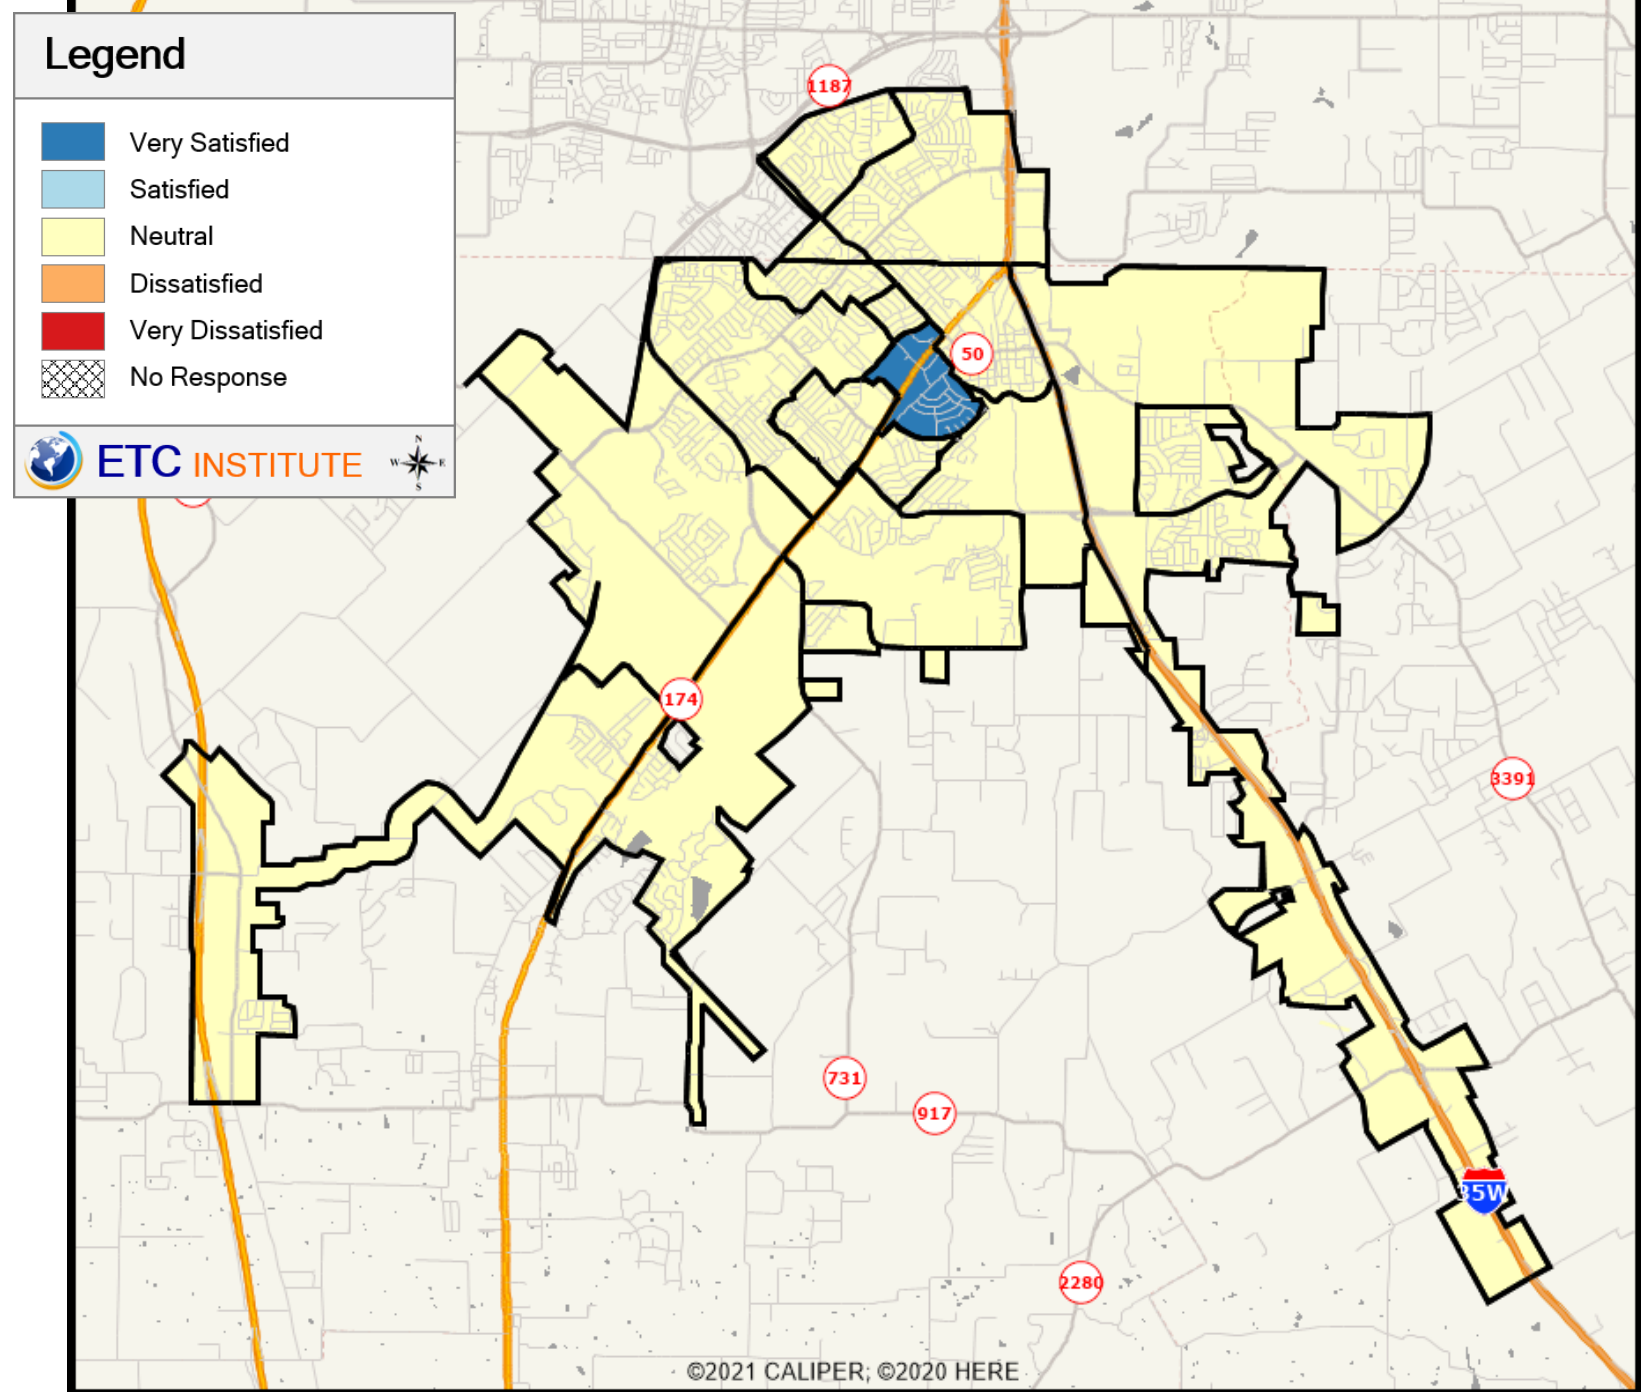 Legend
Very Satisfied
Satisfied
Neutral
Dissatisfied
Very Dissatisfied
No Response
ETC INSTITUTE
N
W E
S
1187
50
174
3391
731
917
35W
2280
©2021 CALIPER; ©2020 HERE